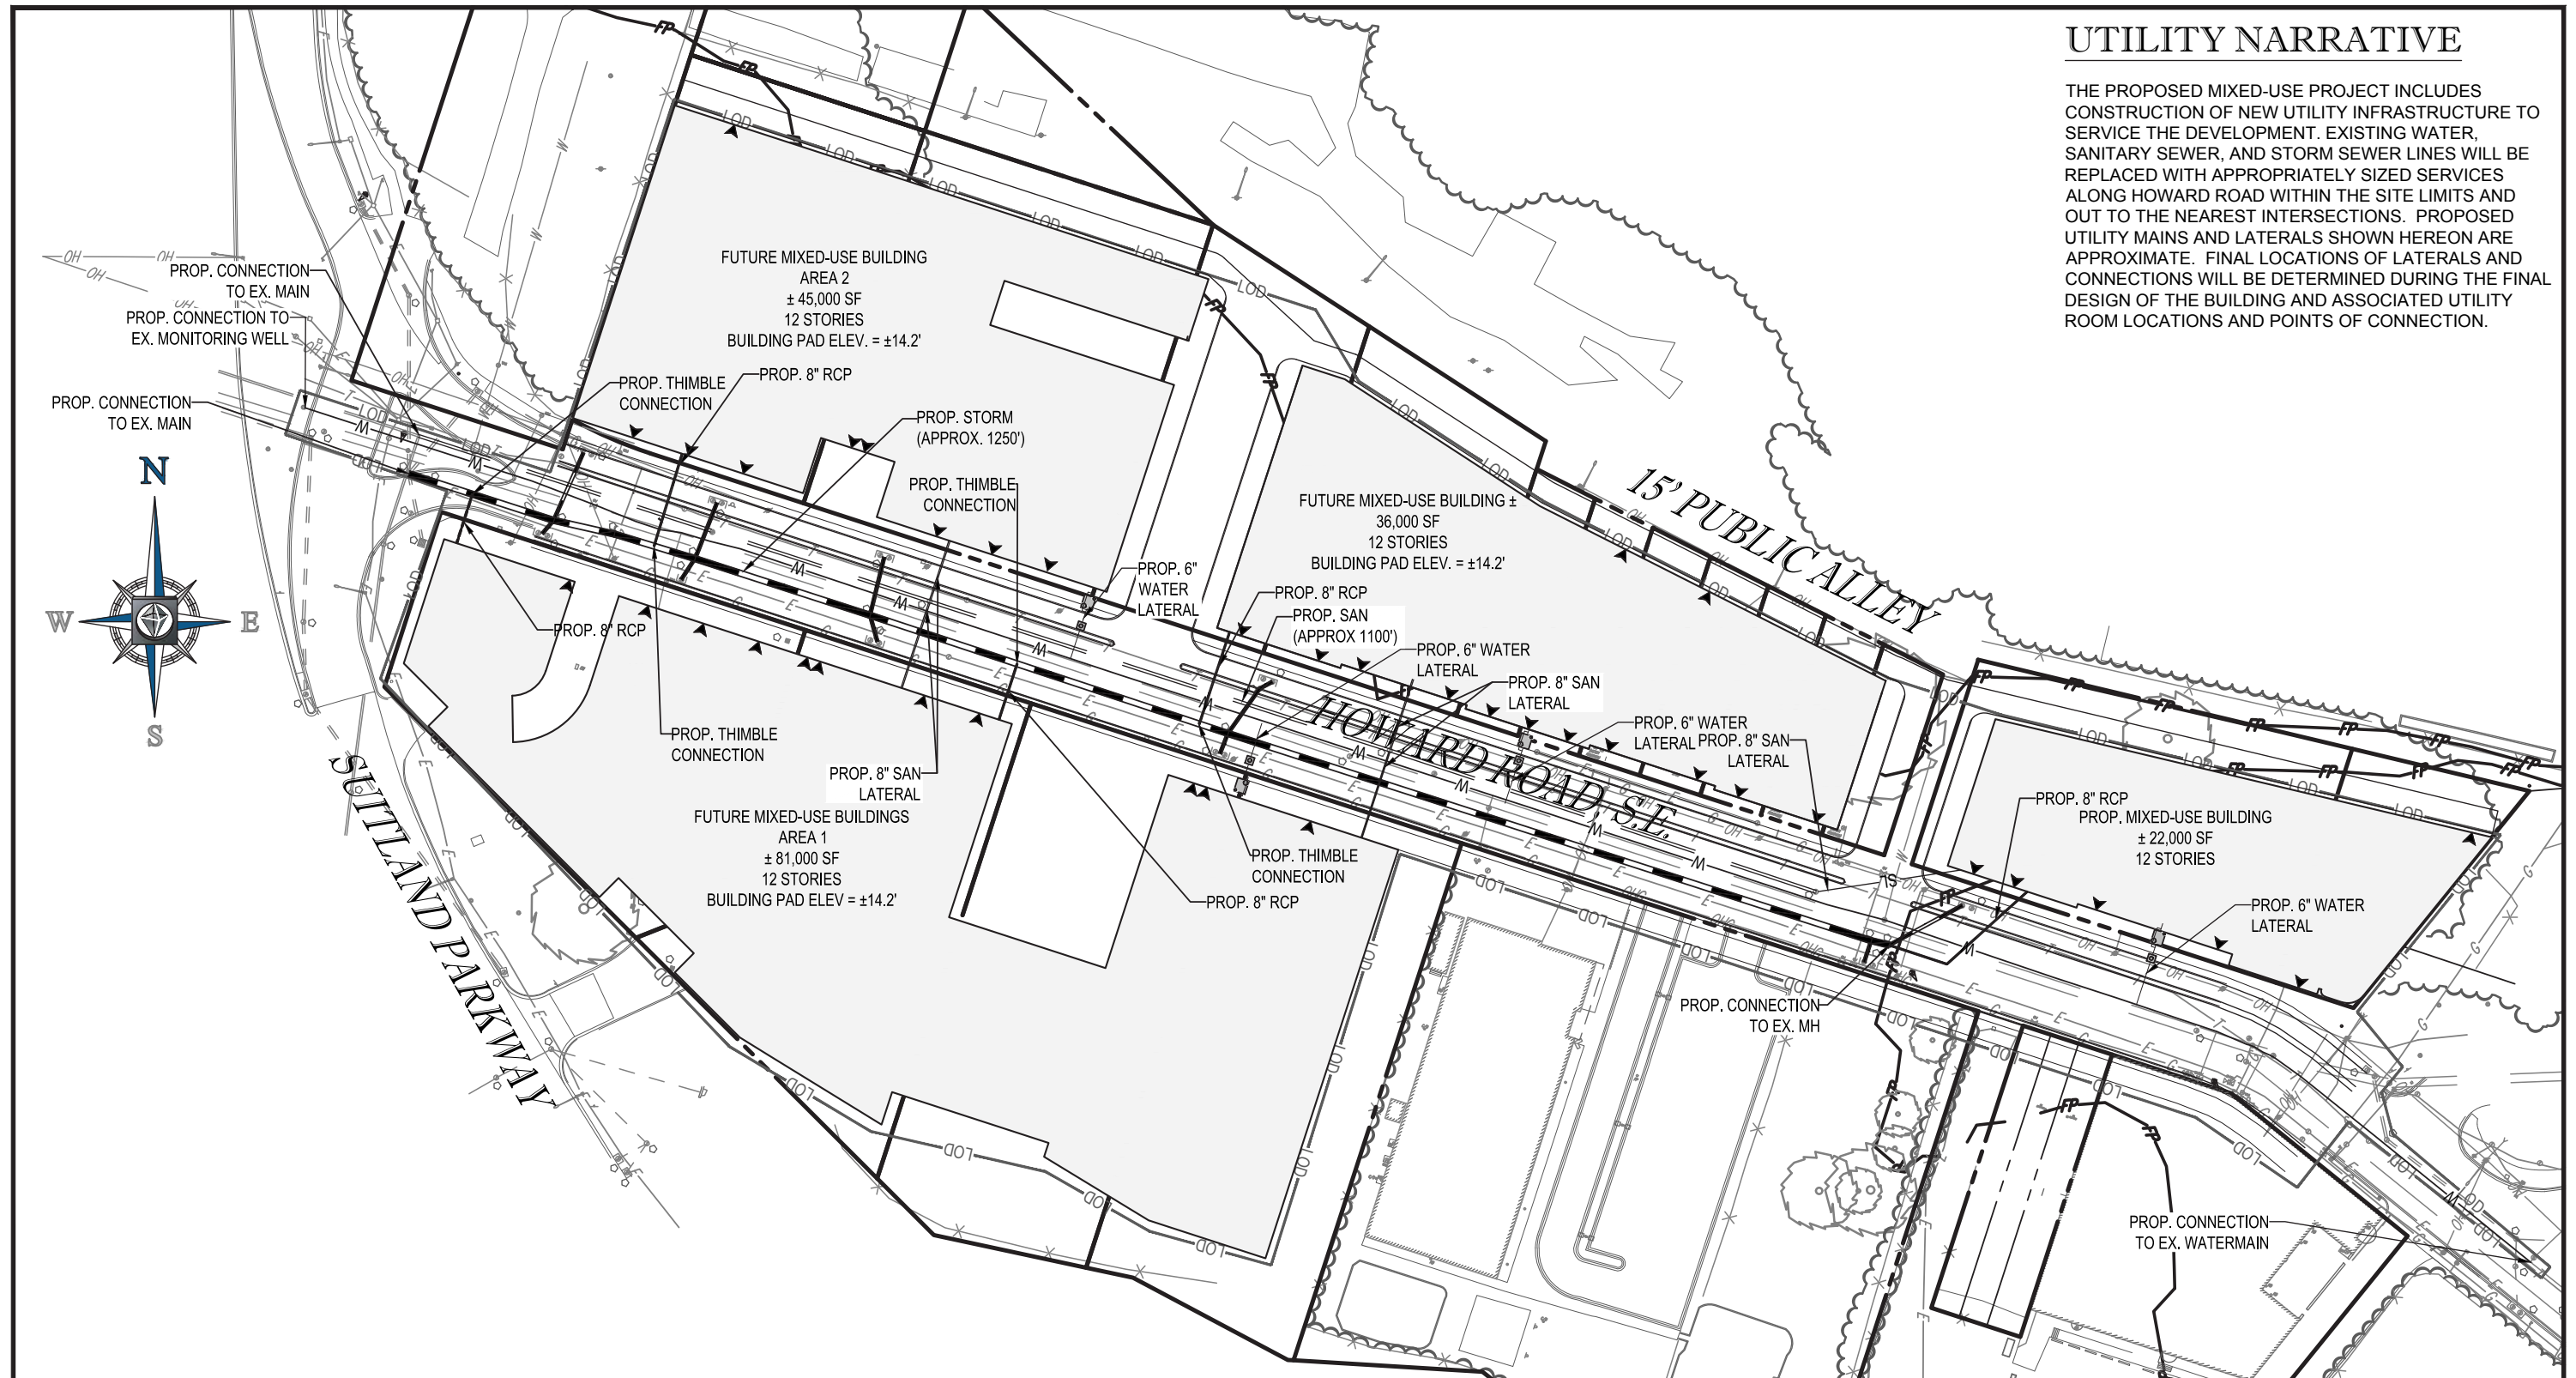 UTILITY NARRATIVE
THE PROPOSED MIXED-USE PROJECT INCLUDES
CONSTRUCTION OF NEW UTILITY INFRASTRUCTURE TO
SERVICE THE DEVELOPMENT. EXISTING WATER,
SANITARY SEWER, AND STORM SEWER LINES WILL BE
REPLACED WITH APPROPRIATELY SIZED SERVICES
ALONG HOWARD ROAD WITHIN THE SITE LIMITS AND
OUT TO THE NEAREST INTERSECTIONS. PROPOSED
UTILITY MAINS AND LATERALS SHOWN HEREON ARE
APPROXIMATE. FINAL LOCATIONS OF LATERALS AND
CONNECTIONS WILL BE DETERMINED DURING THE FINAL
DESIGN OF THE BUILDING AND ASSOCIATED UTILITY
ROOM LOCATIONS AND POINTS OF CONNECTION.
PROP. CONNECTION
TO EX. MAIN
PROP. CONNECTION TO
EX. MONITORING WELL
PROP. CONNECTION
TO EX. MAIN
N
W
E
S
FUTURE MIXED-USE BUILDING
AREA 2
± 45,000 SF
12 STORIES
BUILDING PAD ELEV. = ±14.2'
PROP. THIMBLE
CONNECTION
PROP. 8" RCP
PROP. STORM
(APPROX. 1250')
PROP. THIMBLE
CONNECTION
PROP. 6"
WATER
LATERAL
FUTURE MIXED-USE BUILDING ±
36,000 SF
12 STORIES
BUILDING PAD ELEV. = ±14.2'
15' PUBLIC ALLEY
PROP. 8" RCP
PROP. SAN
(APPROX 1100')
PROP. 6" WATER
LATERAL
PROP. 8" SAN
LATERAL
PROP. 6" WATER
LATERAL
PROP. 8" SAN
LATERAL
HOWARD ROAD S.E.
PROP. 8" RCP
PROP. MIXED-USE BUILDING
± 22,000 SF
12 STORIES
PROP. 6" WATER
LATERAL
PROP. 8" RCP
PROP. THIMBLE
CONNECTION
PROP. 8" SAN
LATERAL
FUTURE MIXED-USE BUILDINGS
AREA 1
± 81,000 SF
12 STORIES
BUILDING PAD ELEV = ±14.2'
PROP. THIMBLE
CONNECTION
PROP. 8" RCP
SUITLAND PARKWAY
PROP. CONNECTION
TO EX. MH
PROP. CONNECTION
TO EX. WATERMAIN